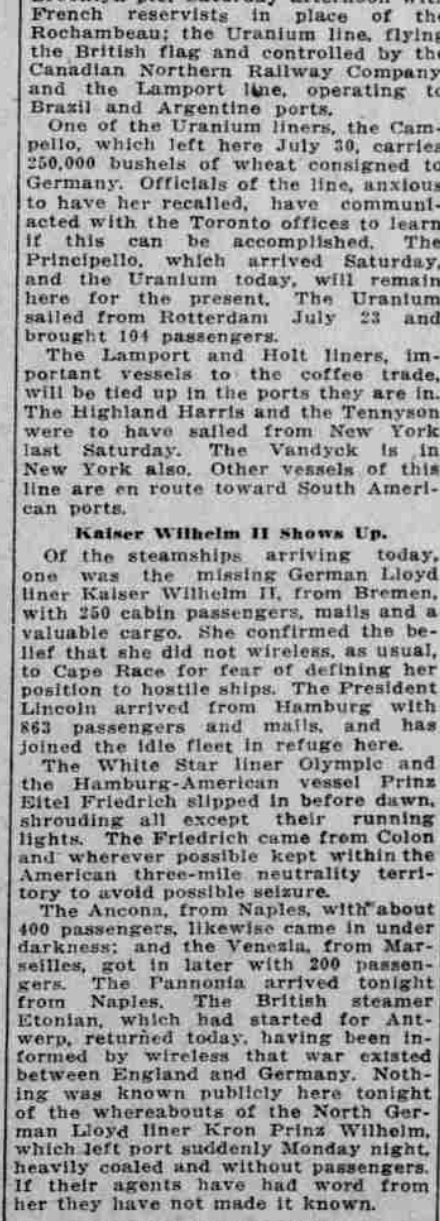 French reservists in place of the
Rochambeau; the Uranium line, flying
the British flag and controlled by the
Canadian Northern Railway Company
and the Lamport line, operating to
Brazil and Argentine ports.
One of the Uranium liners, the Cam-
pello, which left here July 30, carries
250,000 bushels of wheat consigned to
Germany. Officials of the line, anxious
to have her recalled, have communi-
acted with the Toronto offices to learn
if this can be accomplished. The
Principello, which arrived Saturday,
and the Uranium today, will remain
here for the present. The Uranium
sailed from Rotterdam July 23 and
brought 104 passengers.
The Lamport and Holt liners, im-
portant vessels to the coffee trade,
will be tied up in the ports they are in.
The Highland Harris and the Tennyson
were to have sailed from New York
last Saturday. The Vandyck is in
New York also. Other vessels of this
line are en route toward South Ameri-
can ports.
Kaiser Wilhelm II Shows Up.
Of the steamships arriving today,
one was the missing German Lloyd
liner Kaiser Wilhelm II, from Bremen,
with 250 cabin passengers, mails and a
valuable cargo. She confirmed the be-
lief that she did not wireless, as usual,
to Cape Race for fear of defining her
position to hostile ships. The President
Lincoln arrived from Hamburg with
863 passengers and mails, and has
joined the idle fleet in refuge here.
The White Star liner Olympic and
the Hamburg-American vessel Prinz
Eitel Friedrich slipped in before dawn,
shrouding all except their running
lights. The Friedrich came from Colon
and wherever possible kept within the
American three-mile neutrality terri-
tory to avoid possible seizure.
The Ancona, from Naples, with about
400 passengers, likewise came in under
darkness; and the Venezia, from Mar-
seilles, got in later with 200 passen-
gers. The Pannonia arrived tonight
from Naples. The British steamer
Etonian, which had started for Ant-
werp, returned today, having been in-
formed by wireless that war existed
between England and Germany. Noth-
ing was known publicly here tonight
of the whereabouts of the North Ger-
man Lloyd liner Kron Prinz Wilhelm,
which left port suddenly Monday night,
heavily coaled and without passengers.
If their agents have had word from
her they have not made it known.